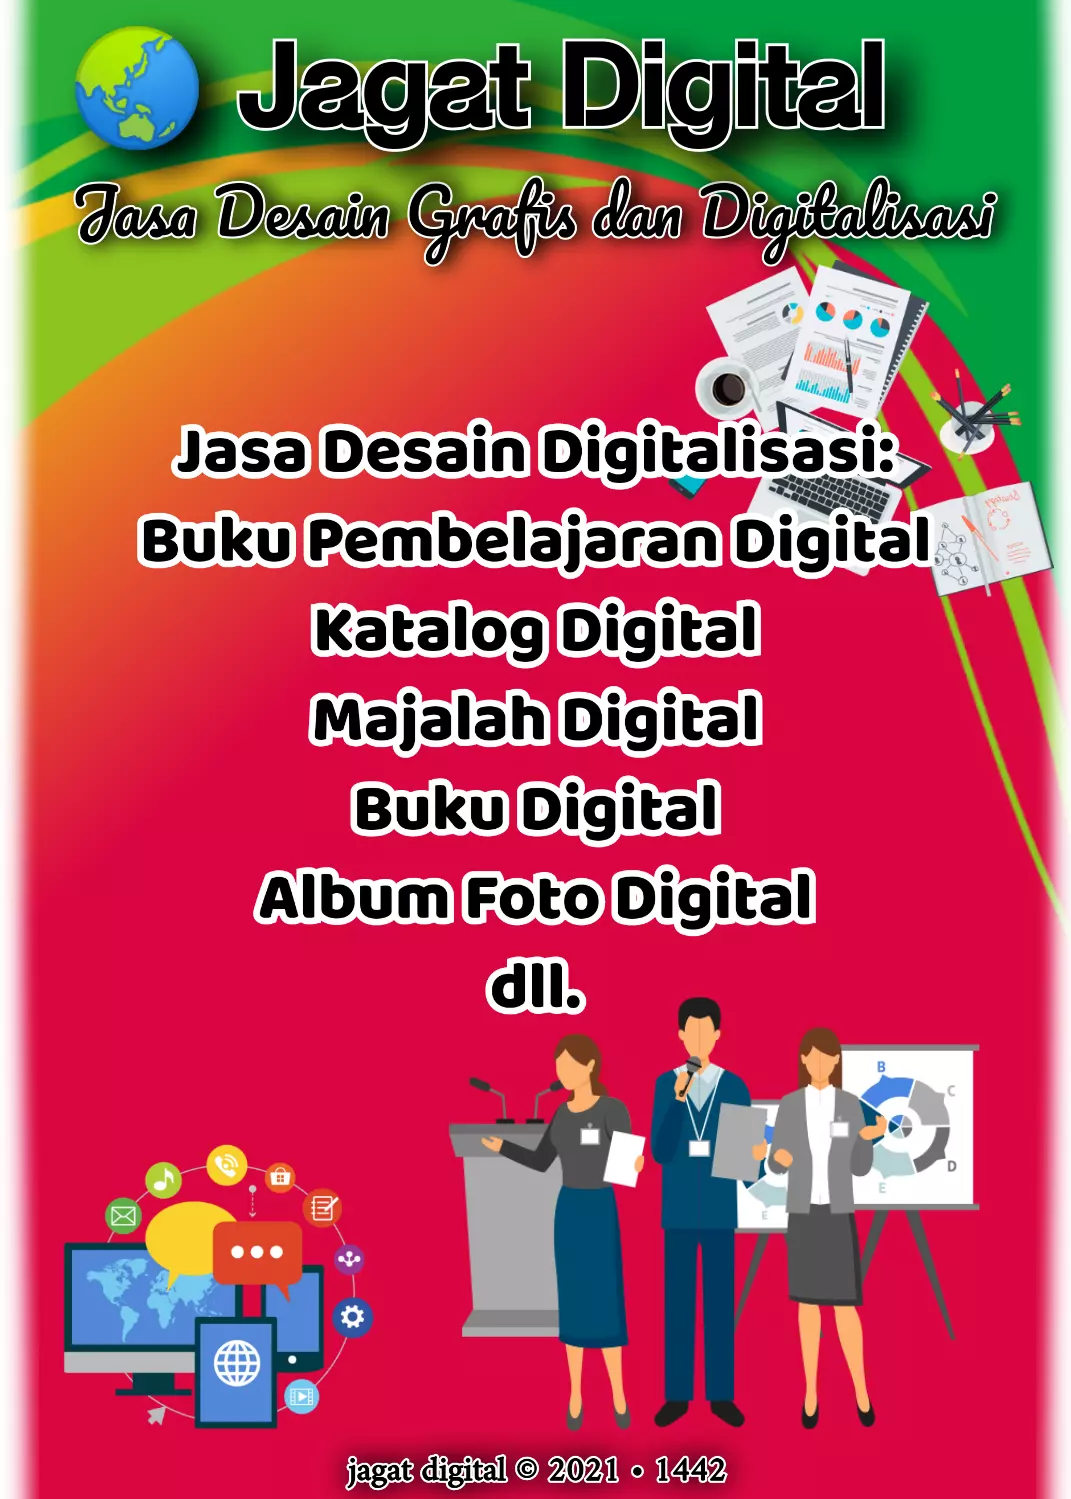 Jagat Digital
Jasa Desain Grafis dan Digitalisasi
Jasa Desain Digitalisasi:
Buku Pembelajaran Digital
Katalog Digital
Majalah Digital
Buku Digital
Album Foto Digital
dll.
B
C
D
E
E
jagat digital © 2021 • 1442